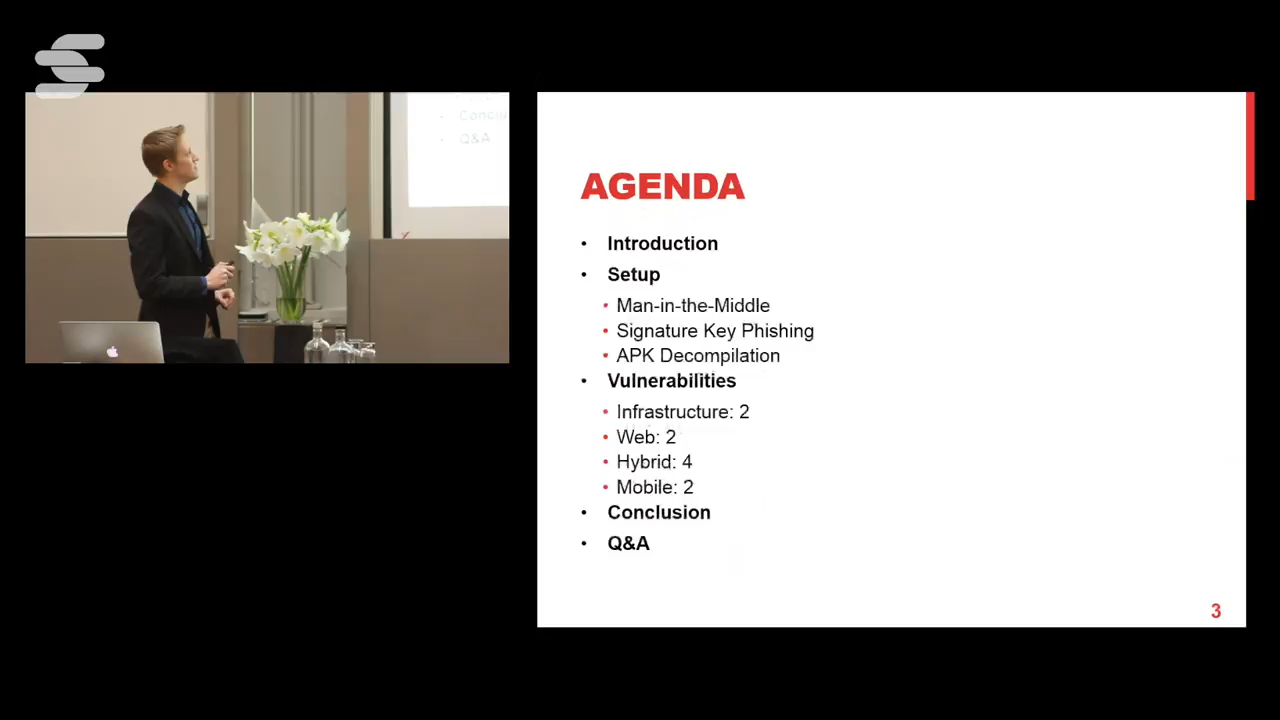 Conclu
Q&A
AGENDA
• Introduction
• Setup
• Man-in-the-Middle
• Signature Key Phishing
• APK Decompilation
• Vulnerabilities
• Infrastructure: 2
• Web: 2
• Hybrid: 4
• Mobile: 2
• Conclusion
• Q&A
3